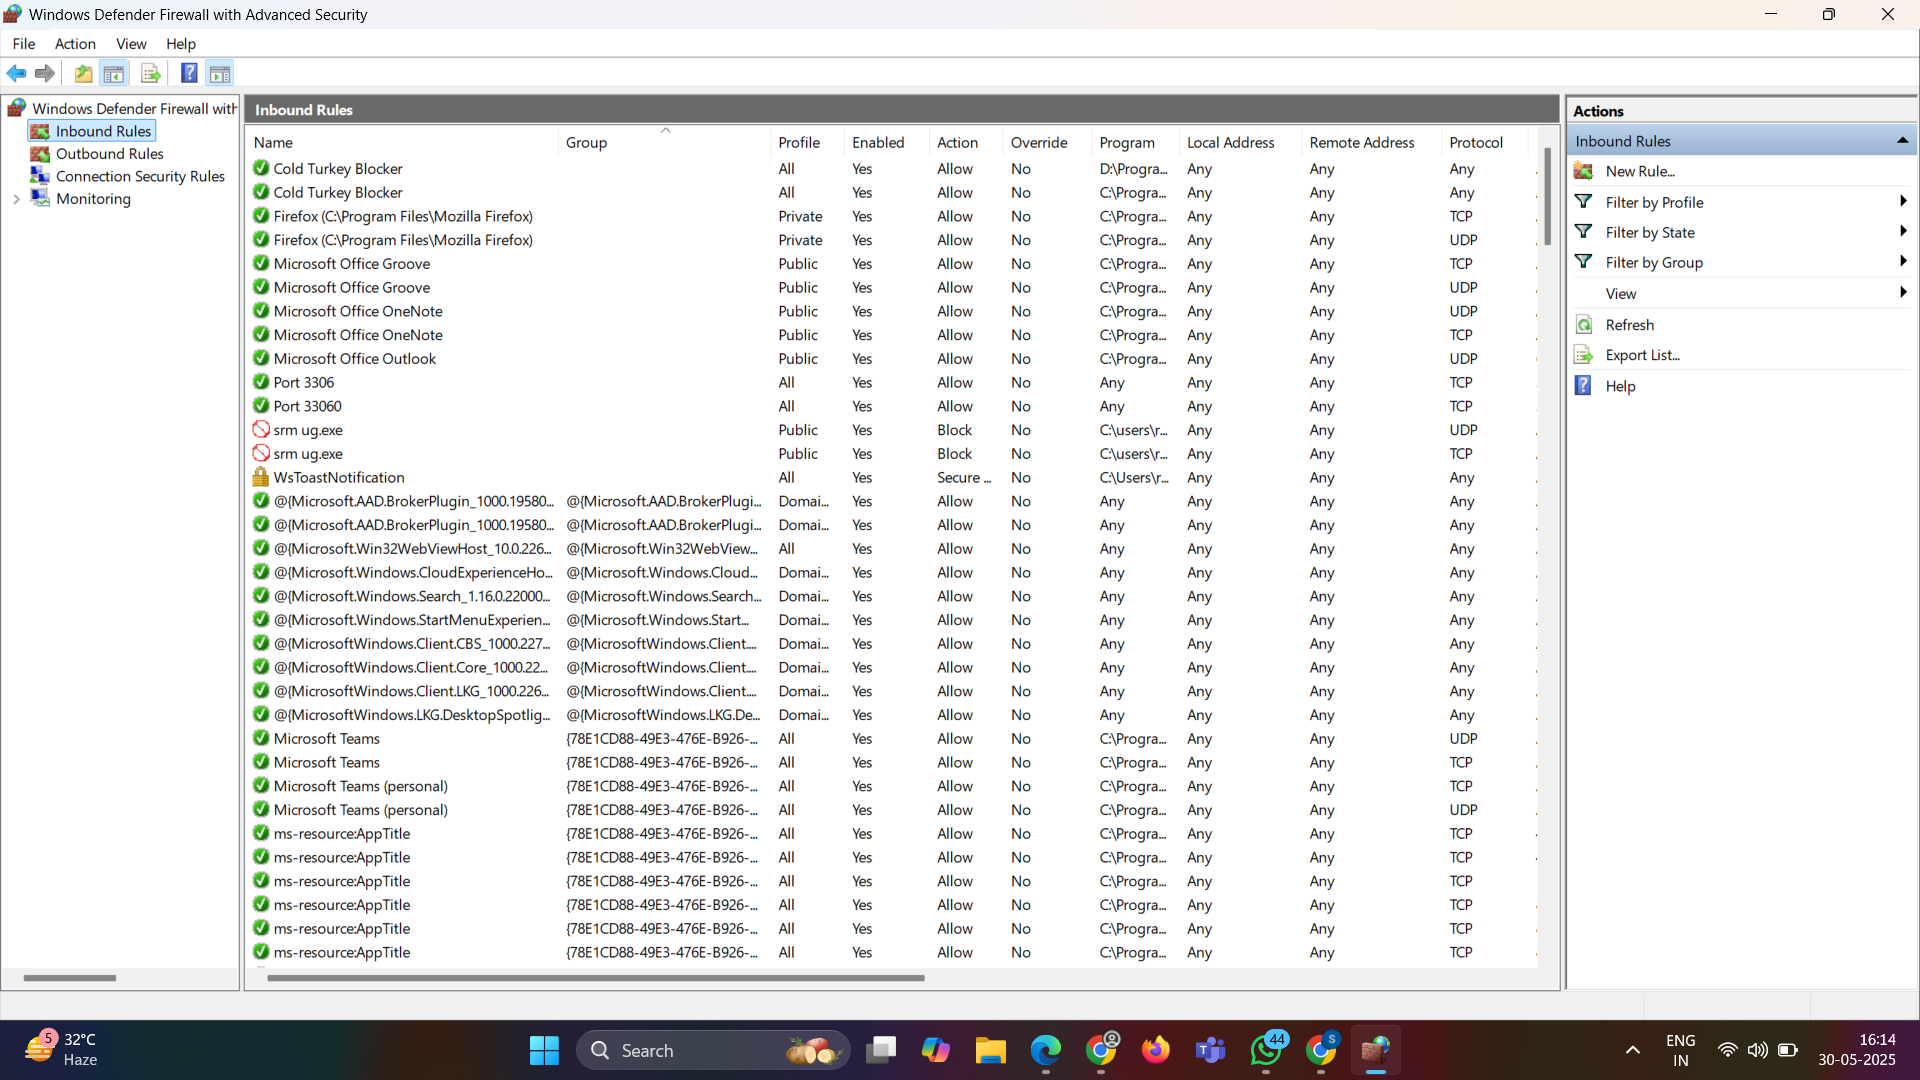 Windows Defender Firewall with Advanced Security
File Action View Help
Windows Defender Firewall with
Inbound Rules
Outbound Rules
Connection Security Rules
Monitoring
Inbound Rules
Name Group Profile Enabled Action Override Program Local Address Remote Address Protocol
Cold Turkey Blocker All Yes Allow No D:\Progra... Any Any Any
Cold Turkey Blocker All Yes Allow No C:\Progra... Any Any Any
Firefox (C:\Program Files\Mozilla Firefox) Private Yes Allow No C:\Progra... Any Any TCP
Firefox (C:\Program Files\Mozilla Firefox) Private Yes Allow No C:\Progra... Any Any UDP
Microsoft Office Groove Public Yes Allow No C:\Progra... Any Any TCP
Microsoft Office Groove Public Yes Allow No C:\Progra... Any Any UDP
Microsoft Office OneNote Public Yes Allow No C:\Progra... Any Any UDP
Microsoft Office OneNote Public Yes Allow No C:\Progra... Any Any TCP
Microsoft Office Outlook Public Yes Allow No C:\Progra... Any Any UDP
Port 3306 All Yes Allow No Any Any Any TCP
Port 33060 All Yes Allow No Any Any Any TCP
srm ug.exe Public Yes Block No C:\users\r... Any Any UDP
srm ug.exe Public Yes Block No C:\users\r... Any Any TCP
WsToastNotification All Yes Secure ... No C:\Users\r... Any Any Any
@{Microsoft.AAD.BrokerPlugin_1000.19580... @{Microsoft.AAD.BrokerPlugi... Domai... Yes Allow No Any Any Any Any
@{Microsoft.AAD.BrokerPlugin_1000.19580... @{Microsoft.AAD.BrokerPlugi... Domai... Yes Allow No Any Any Any Any
@{Microsoft.Win32WebViewHost_10.0.226... @{Microsoft.Win32WebView... All Yes Allow No Any Any Any Any
@{Microsoft.Windows.CloudExperienceHo... @{Microsoft.Windows.Cloud... Domai... Yes Allow No Any Any Any Any
@{Microsoft.Windows.Search_1.16.0.22000... @{Microsoft.Windows.Search... Domai... Yes Allow No Any Any Any Any
@{Microsoft.Windows.StartMenuExperien... @{Microsoft.Windows.Start... Domai... Yes Allow No Any Any Any Any
@{MicrosoftWindows.Client.CBS_1000.227... @{MicrosoftWindows.Client.... Domai... Yes Allow No Any Any Any Any
@{MicrosoftWindows.Client.Core_1000.22... @{MicrosoftWindows.Client.... Domai... Yes Allow No Any Any Any Any
@{MicrosoftWindows.Client.LKG_1000.226... @{MicrosoftWindows.Client.... Domai... Yes Allow No Any Any Any Any
@{MicrosoftWindows.LKG.DesktopSpotlig... @{MicrosoftWindows.LKG.De... Domai... Yes Allow No Any Any Any Any
Microsoft Teams {78E1CD88-49E3-476E-B926-... All Yes Allow No C:\Progra... Any Any UDP
Microsoft Teams {78E1CD88-49E3-476E-B926-... All Yes Allow No C:\Progra... Any Any TCP
Microsoft Teams (personal) {78E1CD88-49E3-476E-B926-... All Yes Allow No C:\Progra... Any Any TCP
Microsoft Teams (personal) {78E1CD88-49E3-476E-B926-... All Yes Allow No C:\Progra... Any Any UDP
ms-resource:AppTitle {78E1CD88-49E3-476E-B926-... All Yes Allow No C:\Progra... Any Any TCP
ms-resource:AppTitle {78E1CD88-49E3-476E-B926-... All Yes Allow No C:\Progra... Any Any TCP
ms-resource:AppTitle {78E1CD88-49E3-476E-B926-... All Yes Allow No C:\Progra... Any Any TCP
ms-resource:AppTitle {78E1CD88-49E3-476E-B926-... All Yes Allow No C:\Progra... Any Any TCP
ms-resource:AppTitle {78E1CD88-49E3-476E-B926-... All Yes Allow No C:\Progra... Any Any TCP
ms-resource:AppTitle {78E1CD88-49E3-476E-B926-... All Yes Allow No C:\Progra... Any Any TCP
Actions
Inbound Rules
New Rule...
Filter by Profile
Filter by State
Filter by Group
View
Refresh
Export List...
Help
5
32°C
Haze
Search
44
S
ENG
IN
16:14
30-05-2025